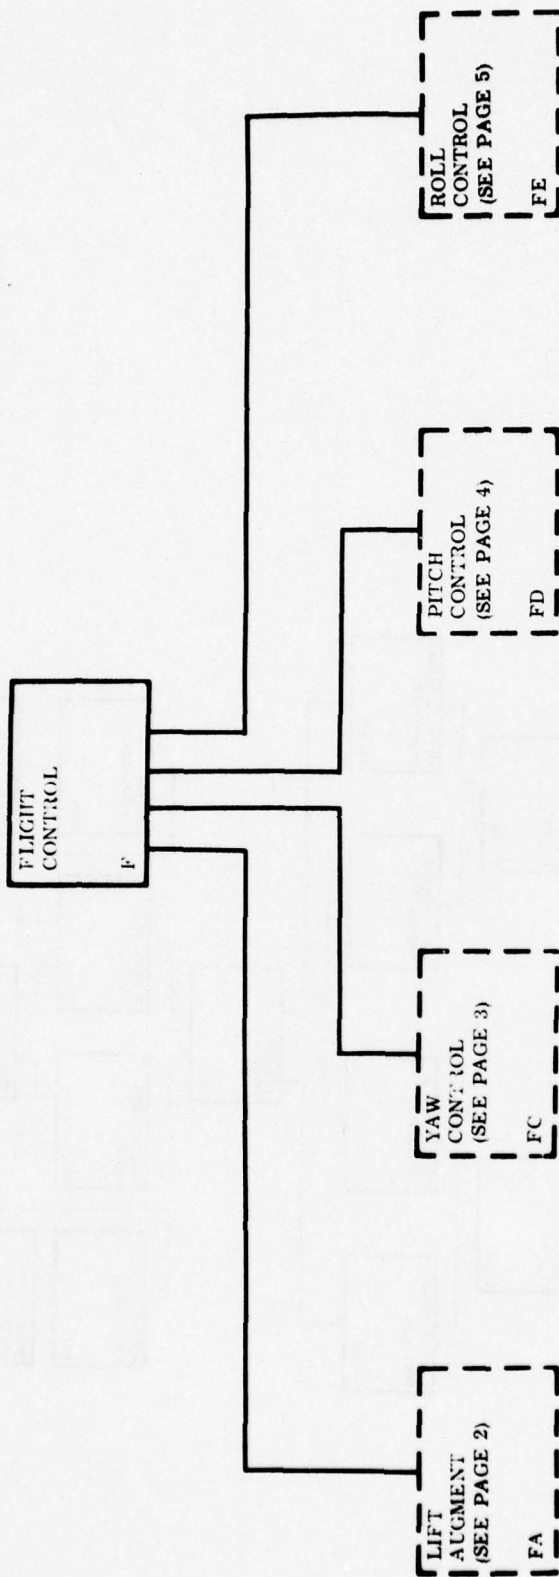 FLIGHT
CONTROL
F
LIFT
AUGMENT
(SEE PAGE 2)
FA
YAW
CONTROL
(SEE PAGE 3)
FC
PITCH
CONTROL
(SEE PAGE 4)
FD
ROLL
CONTROL
(SEE PAGE 5)
FE